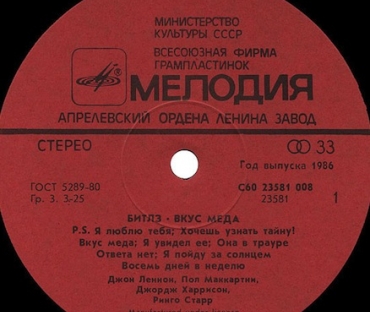 МИНИСТЕРСТВО
КУЛЬТУРЫ СССР
ВСЕСОЮЗНАЯ ФИРМА
ГРАМПЛАСТИНОК
МЕЛОДИЯ
АПРЕЛЕВСКИЙ ОРДЕНА ЛЕНИНА ЗАВОД
СТЕРЕО
33
Год выпуска 1986
ГОСТ 5289-80
С60 23581 008
Гр. 3. 3-25
23581
1
БИТЛЗ · ВКУС МЕДА
P.S. Я люблю тебя; Хочешь узнать тайну!
Вкус меда; Я увидел ее; Она в трауре
Ответа нет; Я пойду за солнцем
Восемь дней в неделю
Джон Леннон, Пол Маккартни,
Джордж Харрисон,
Ринго Старр